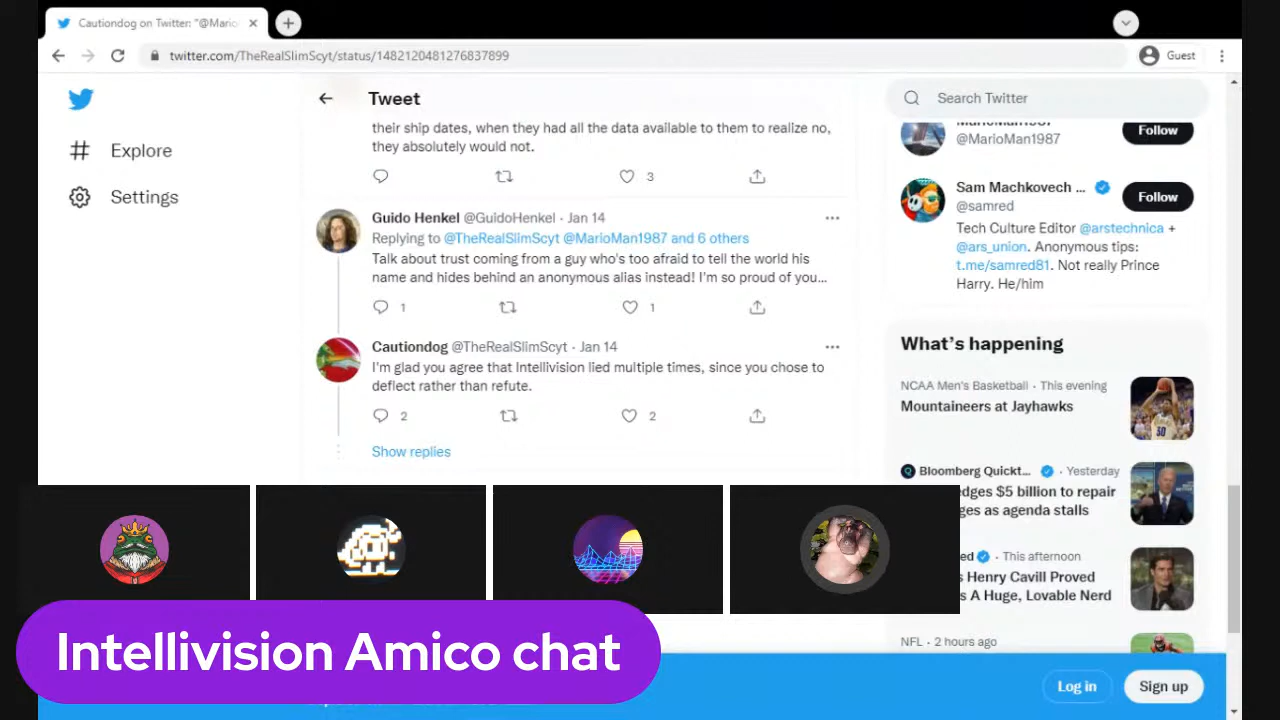 Cautiondog on Twitter: "@Mario
twitter.com/TheRealSlimScyt/status/1482120481276837899
Guest
Explore
Settings
Tweet
their ship dates, when they had all the data available to them to realize no,
they absolutely would not.
3
Guido Henkel @GuidoHenkel · Jan 14
Replying to @TheRealSlimScyt @MarioMan1987 and 6 others
Talk about trust coming from a guy who's too afraid to tell the world his
name and hides behind an anonymous alias instead! I'm so proud of you...
1
1
Cautiondog @TheRealSlimScyt · Jan 14
I'm glad you agree that Intellivision lied multiple times, since you chose to
deflect rather than refute.
2
2
Show replies
Search Twitter
MarioMan1987
@MarioMan1987
Follow
Sam Machkovech ...
@samred
Follow
Tech Culture Editor @arstechnica +
@ars_union. Anonymous tips:
t.me/samred81. Not really Prince
Harry. He/him
What's happening
NCAA Men's Basketball · This evening
Mountaineers at Jayhawks
30
Bloomberg Quickt... · Yesterday
edges $5 billion to repair
ges as agenda stalls
ed · This afternoon
s Henry Cavill Proved
s A Huge, Lovable Nerd
NFL · 2 hours ago
Log in
Sign up
Intellivision Amico chat